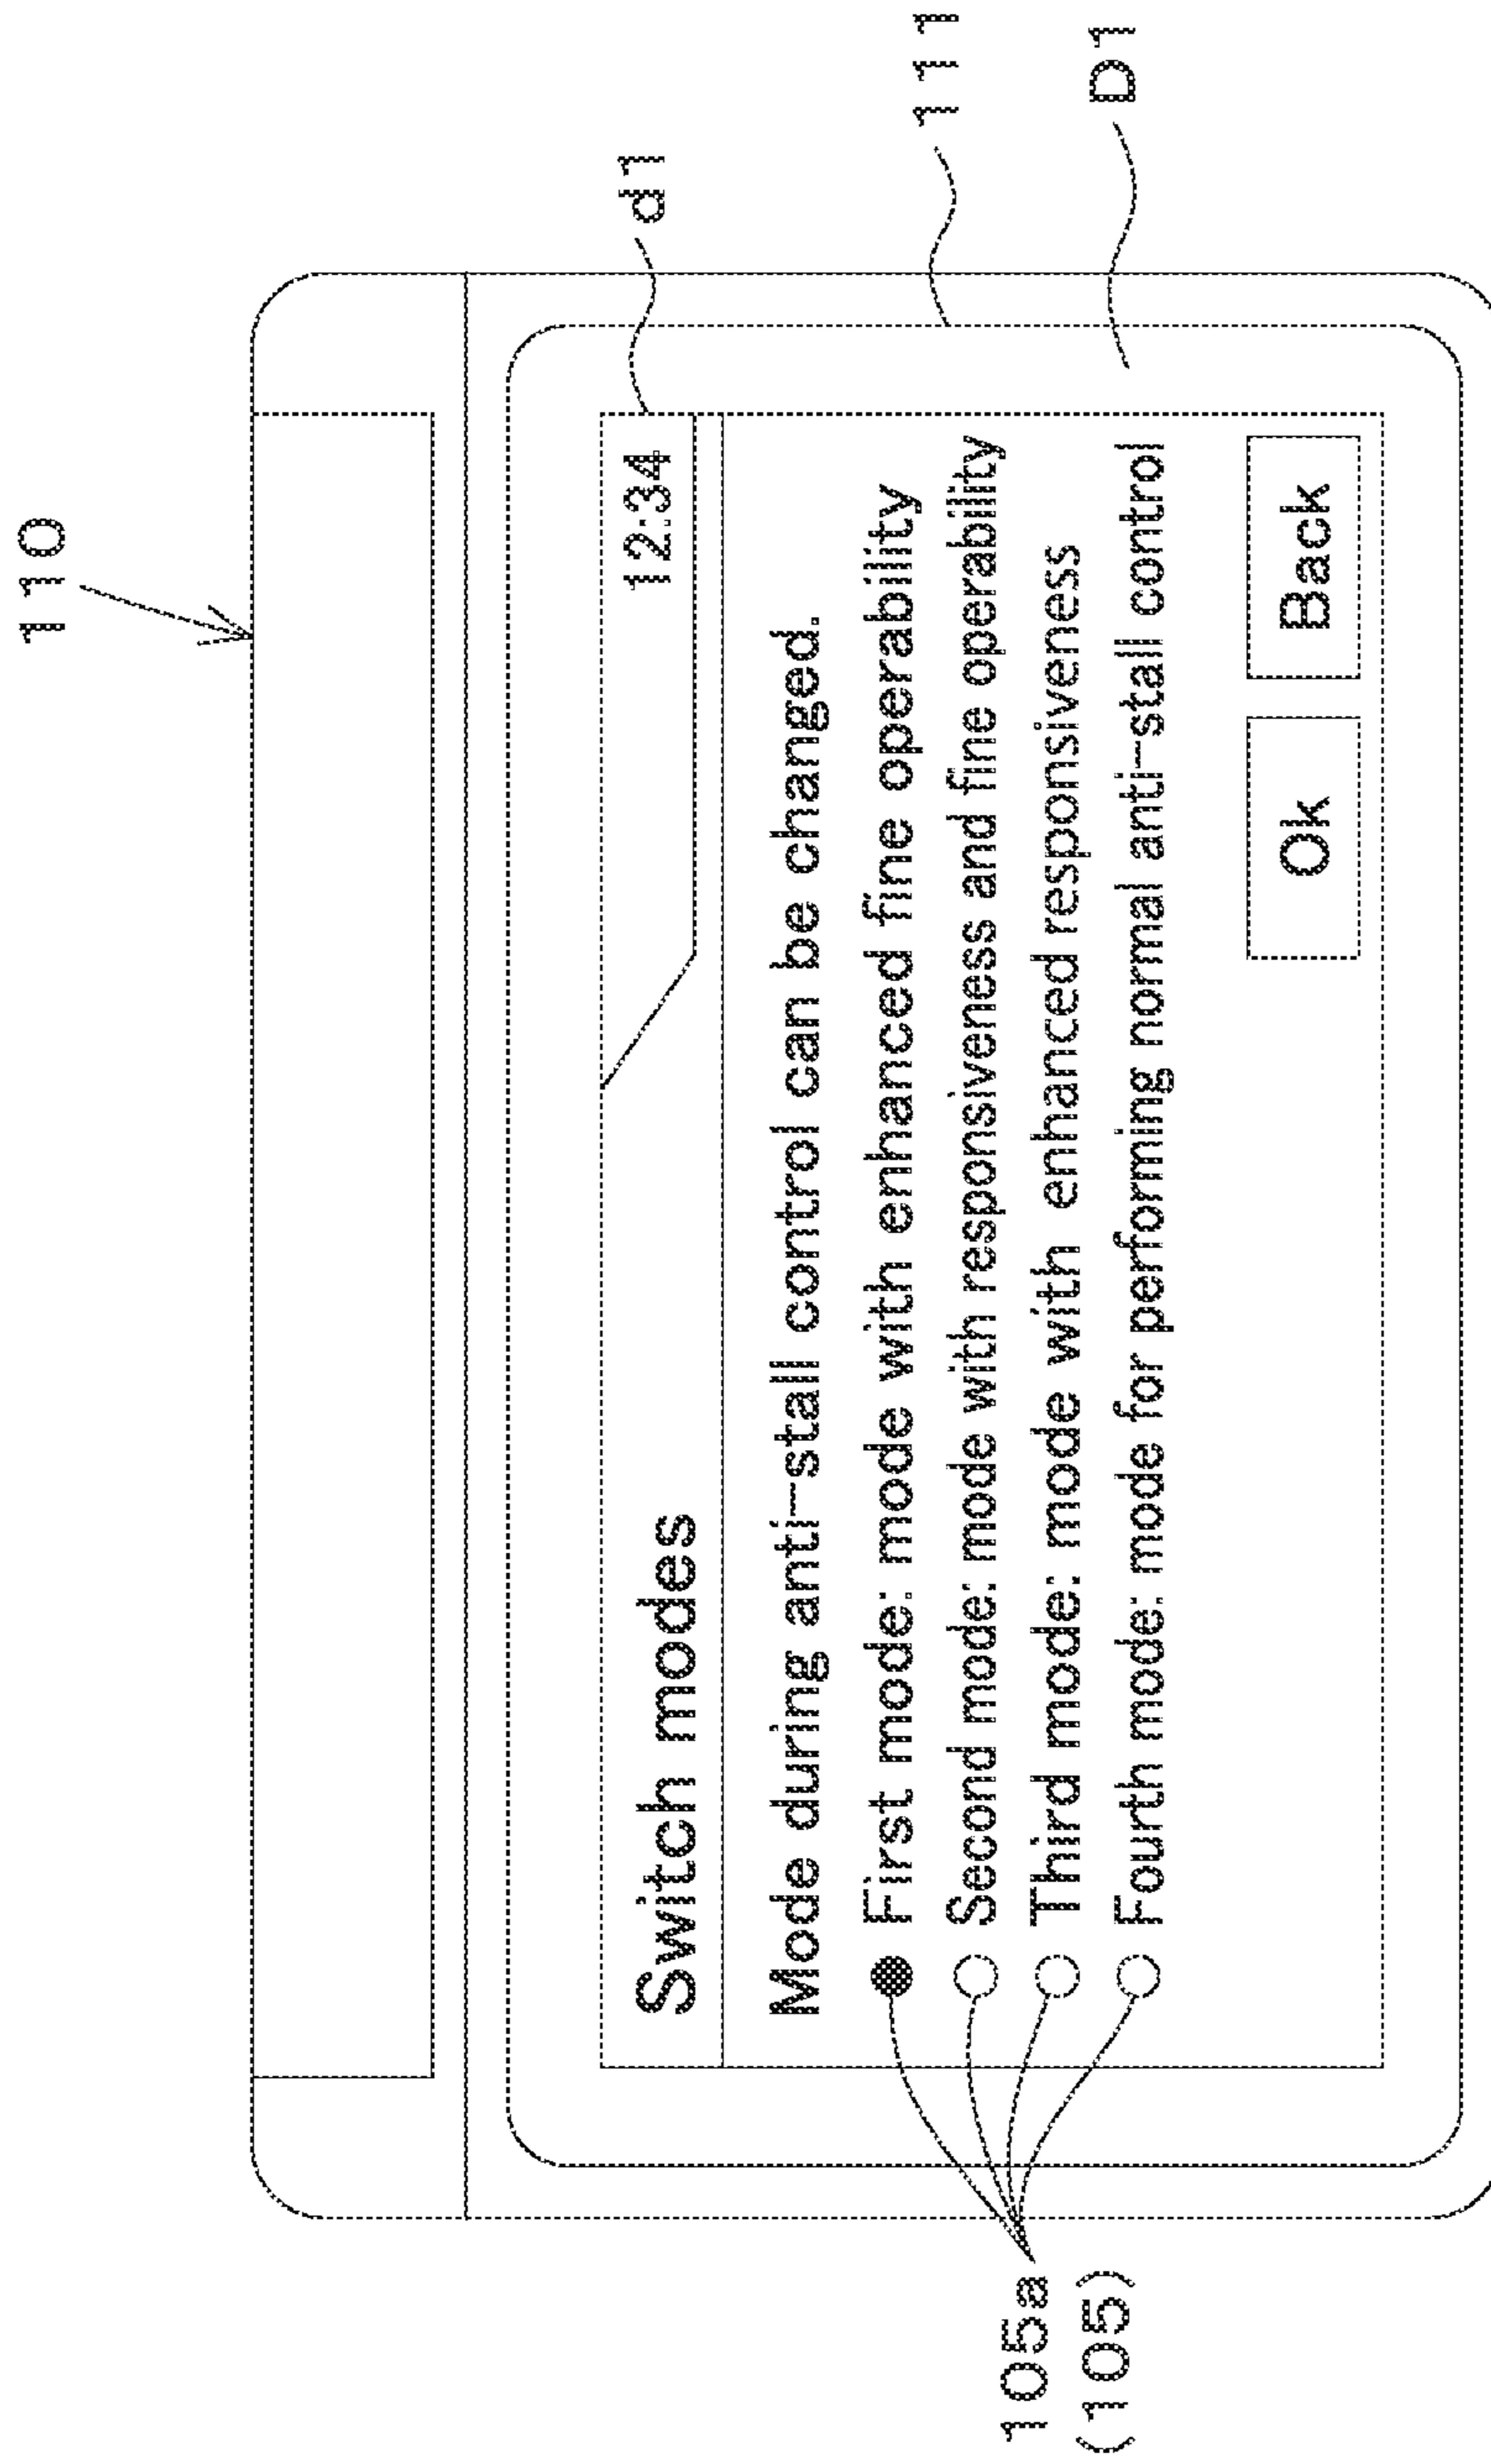 110
Switch modes
12:34
d1
Mode during anti-stall control can be changed.
First mode: mode with enhanced fine operability
Second mode: mode with responsiveness and fine operability
Third mode: mode with enhanced responsiveness
Fourth mode: mode for performing normal anti-stall control
Ok
Back
111
D1
105a
(105)